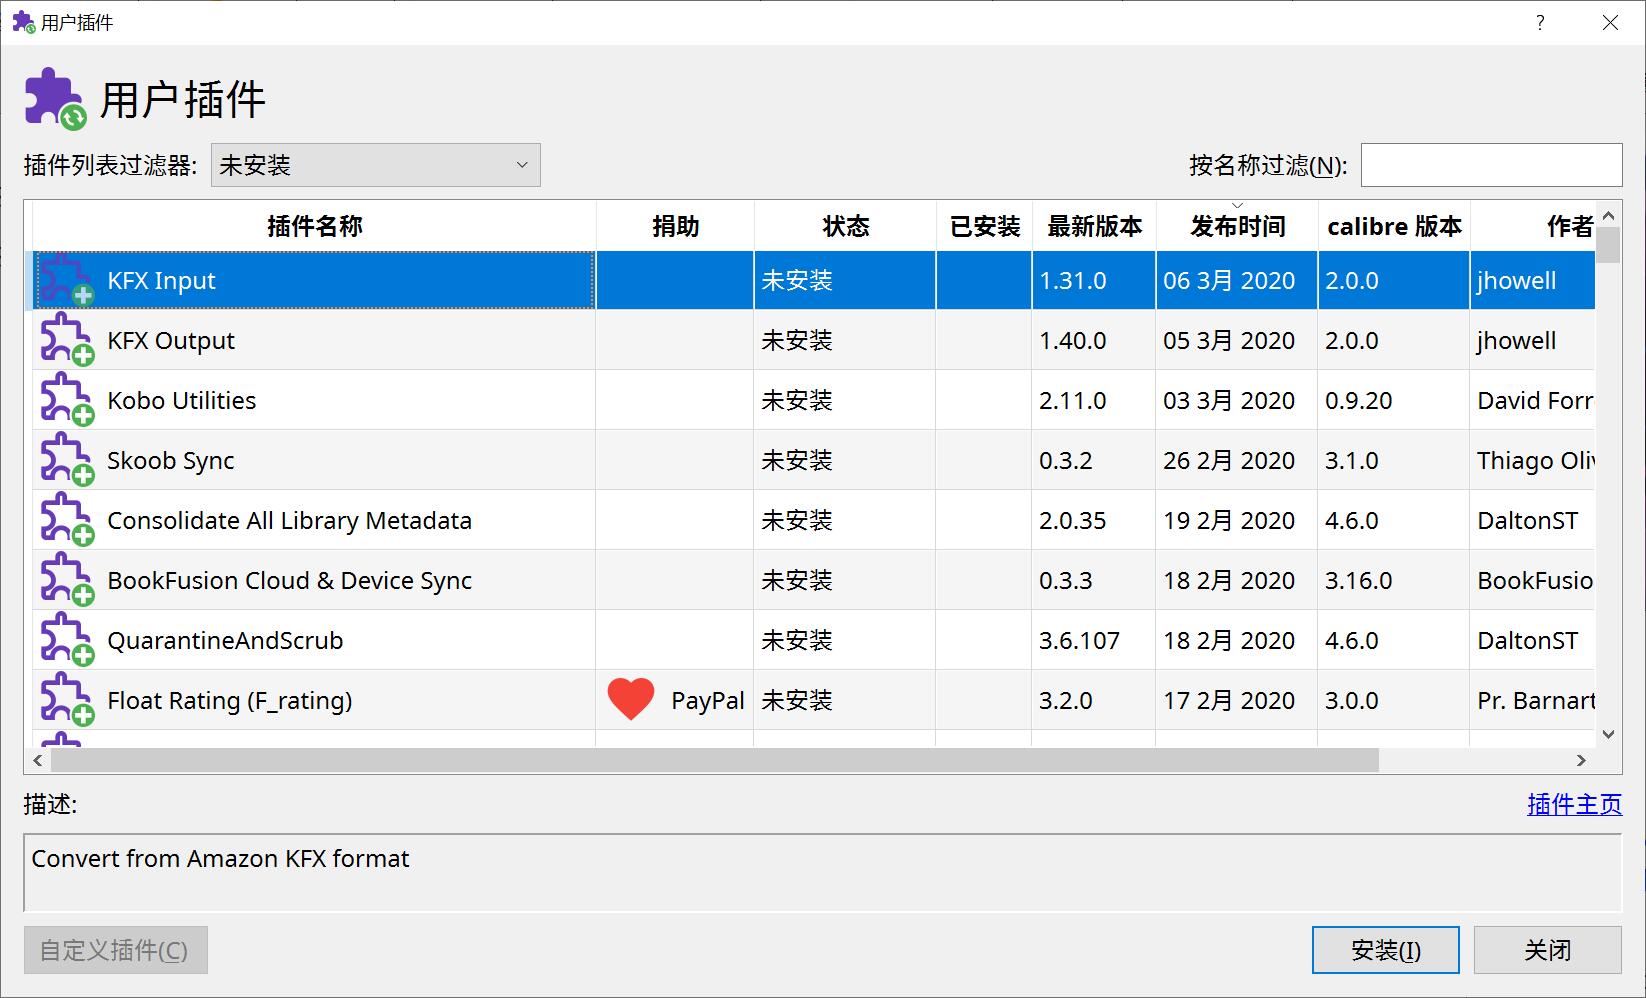 用户插件
用户插件
插件列表过滤器: 未安装 按名称过滤(N):
插件名称 捐助 状态 已安装 最新版本 发布时间 calibre 版本 作者
KFX Input 未安装 1.31.0 06 3月 2020 2.0.0 jhowell
KFX Output 未安装 1.40.0 05 3月 2020 2.0.0 jhowell
Kobo Utilities 未安装 2.11.0 03 3月 2020 0.9.20 David Forr
Skoob Sync 未安装 0.3.2 26 2月 2020 3.1.0 Thiago Oliv
Consolidate All Library Metadata 未安装 2.0.35 19 2月 2020 4.6.0 DaltonST
BookFusion Cloud & Device Sync 未安装 0.3.3 18 2月 2020 3.16.0 BookFusio
QuarantineAndScrub 未安装 3.6.107 18 2月 2020 4.6.0 DaltonST
Float Rating (F_rating) PayPal 未安装 3.2.0 17 2月 2020 3.0.0 Pr. Barnart
描述: 插件主页
Convert from Amazon KFX format
自定义插件(C) 安装(I) 关闭